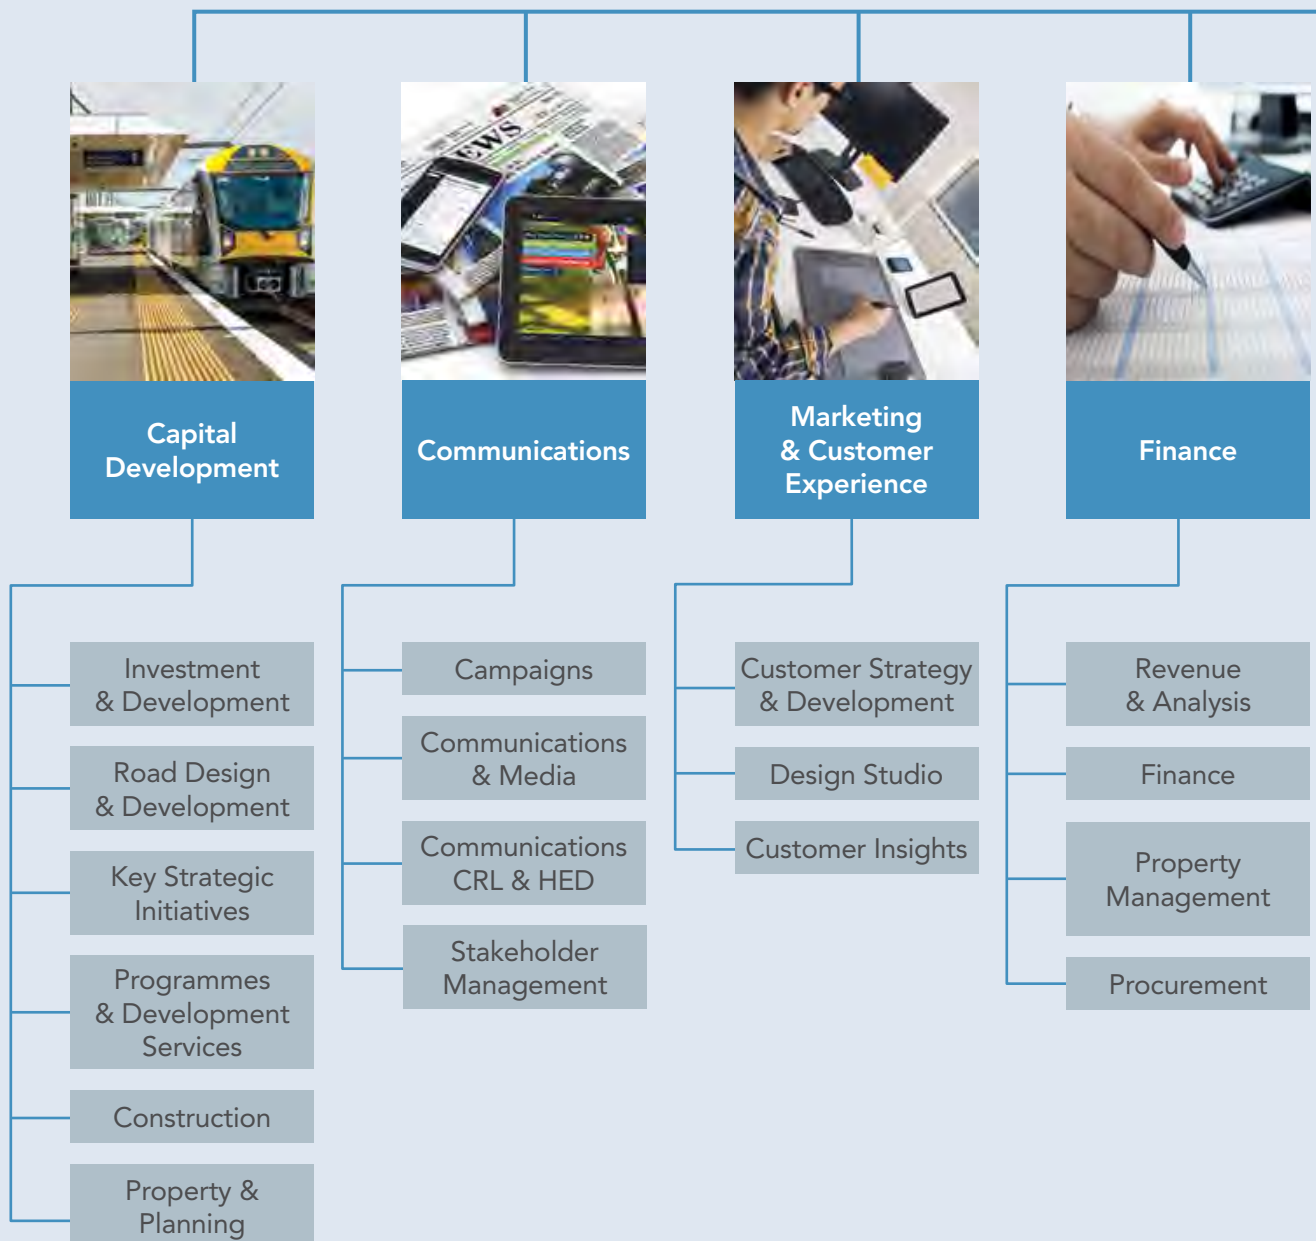 EWS
Capital
Development
Communications
Marketing
& Customer
Experience
Finance
Investment
& Development
Road Design
& Development
Key Strategic
Initiatives
Programmes
& Development
Services
Construction
Property &
Planning
Campaigns
Communications
& Media
Communications
CRL & HED
Stakeholder
Management
Customer Strategy
& Development
Design Studio
Customer Insights
Revenue
& Analysis
Finance
Property
Management
Procurement